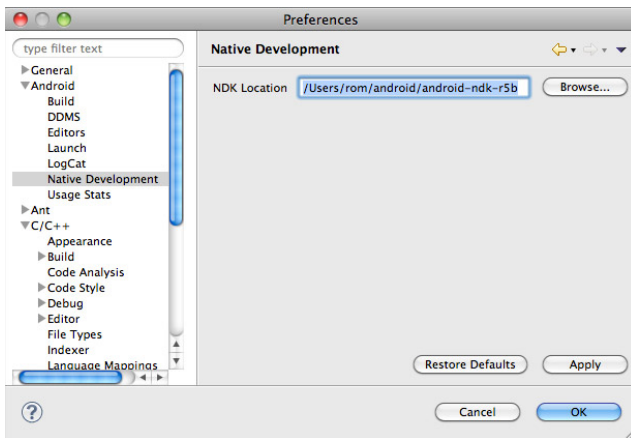 Preferences
type filter text
General
Android
Build
DDMS
Editors
Launch
LogCat
Native Development
Usage Stats
Ant
C/C++
Appearance
Build
Code Analysis
Code Style
Debug
Editor
File Types
Indexer
Language Mappings
Native Development
NDK Location /Users/rom/android/android-ndk-r5b Browse...
Restore Defaults Apply
? Cancel OK